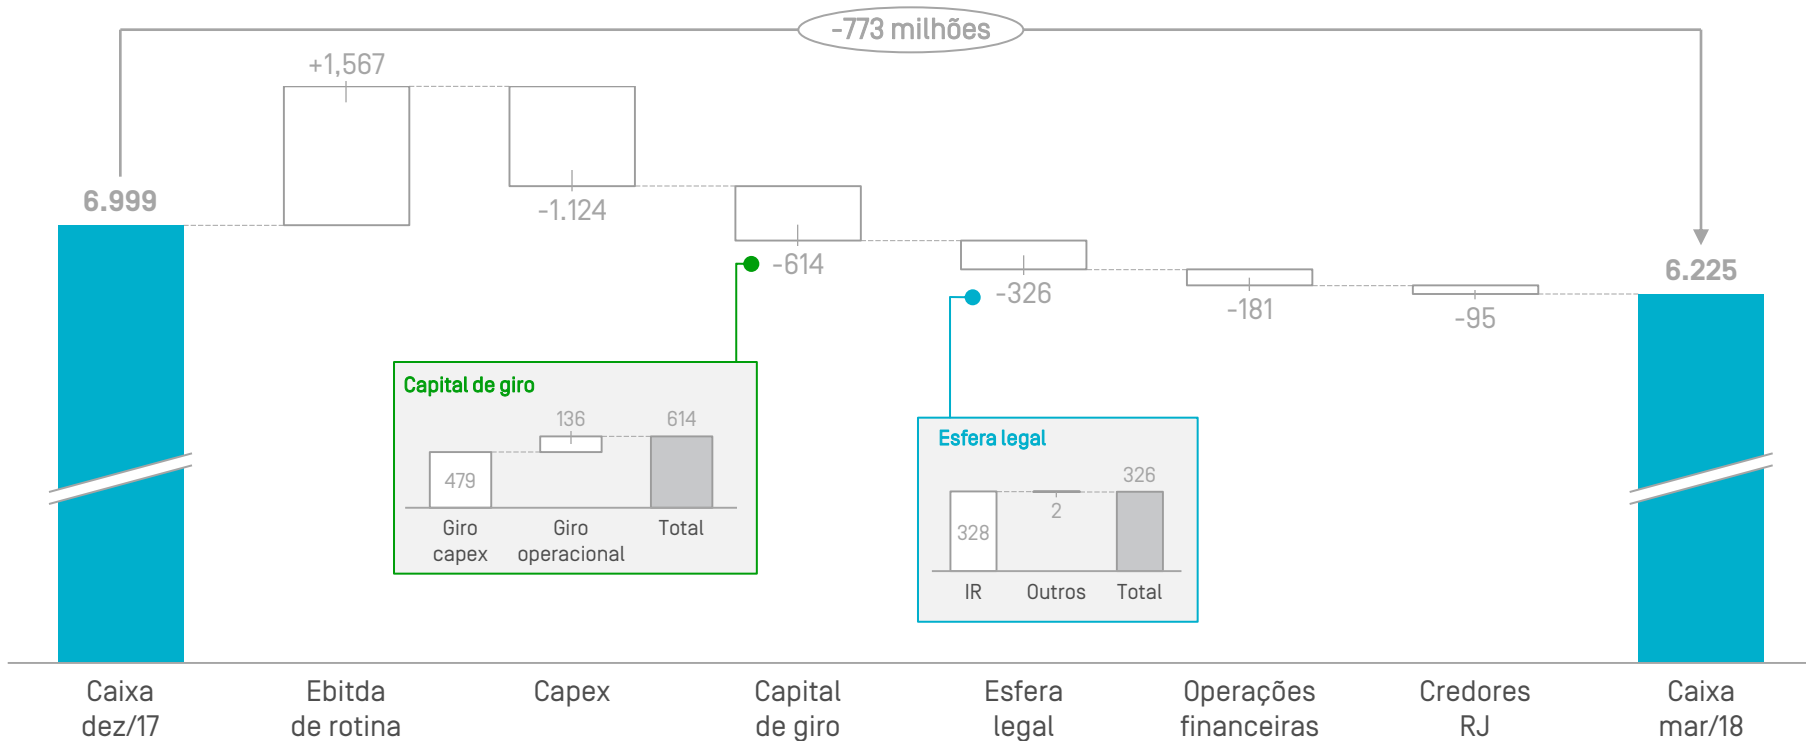 -773 milhões
+1,567
6.999
-1.124
-614
-326
-181
-95
6.225
Capital de giro
136
614
479
Giro
capex
Giro
operacional
Total
Esfera legal
326
2
328
IR
Outros
Total
Caixa
dez/17
Ebitda
de rotina
Capex
Capital
de giro
Esfera
legal
Operações
financeiras
Credores
RJ
Caixa
mar/18